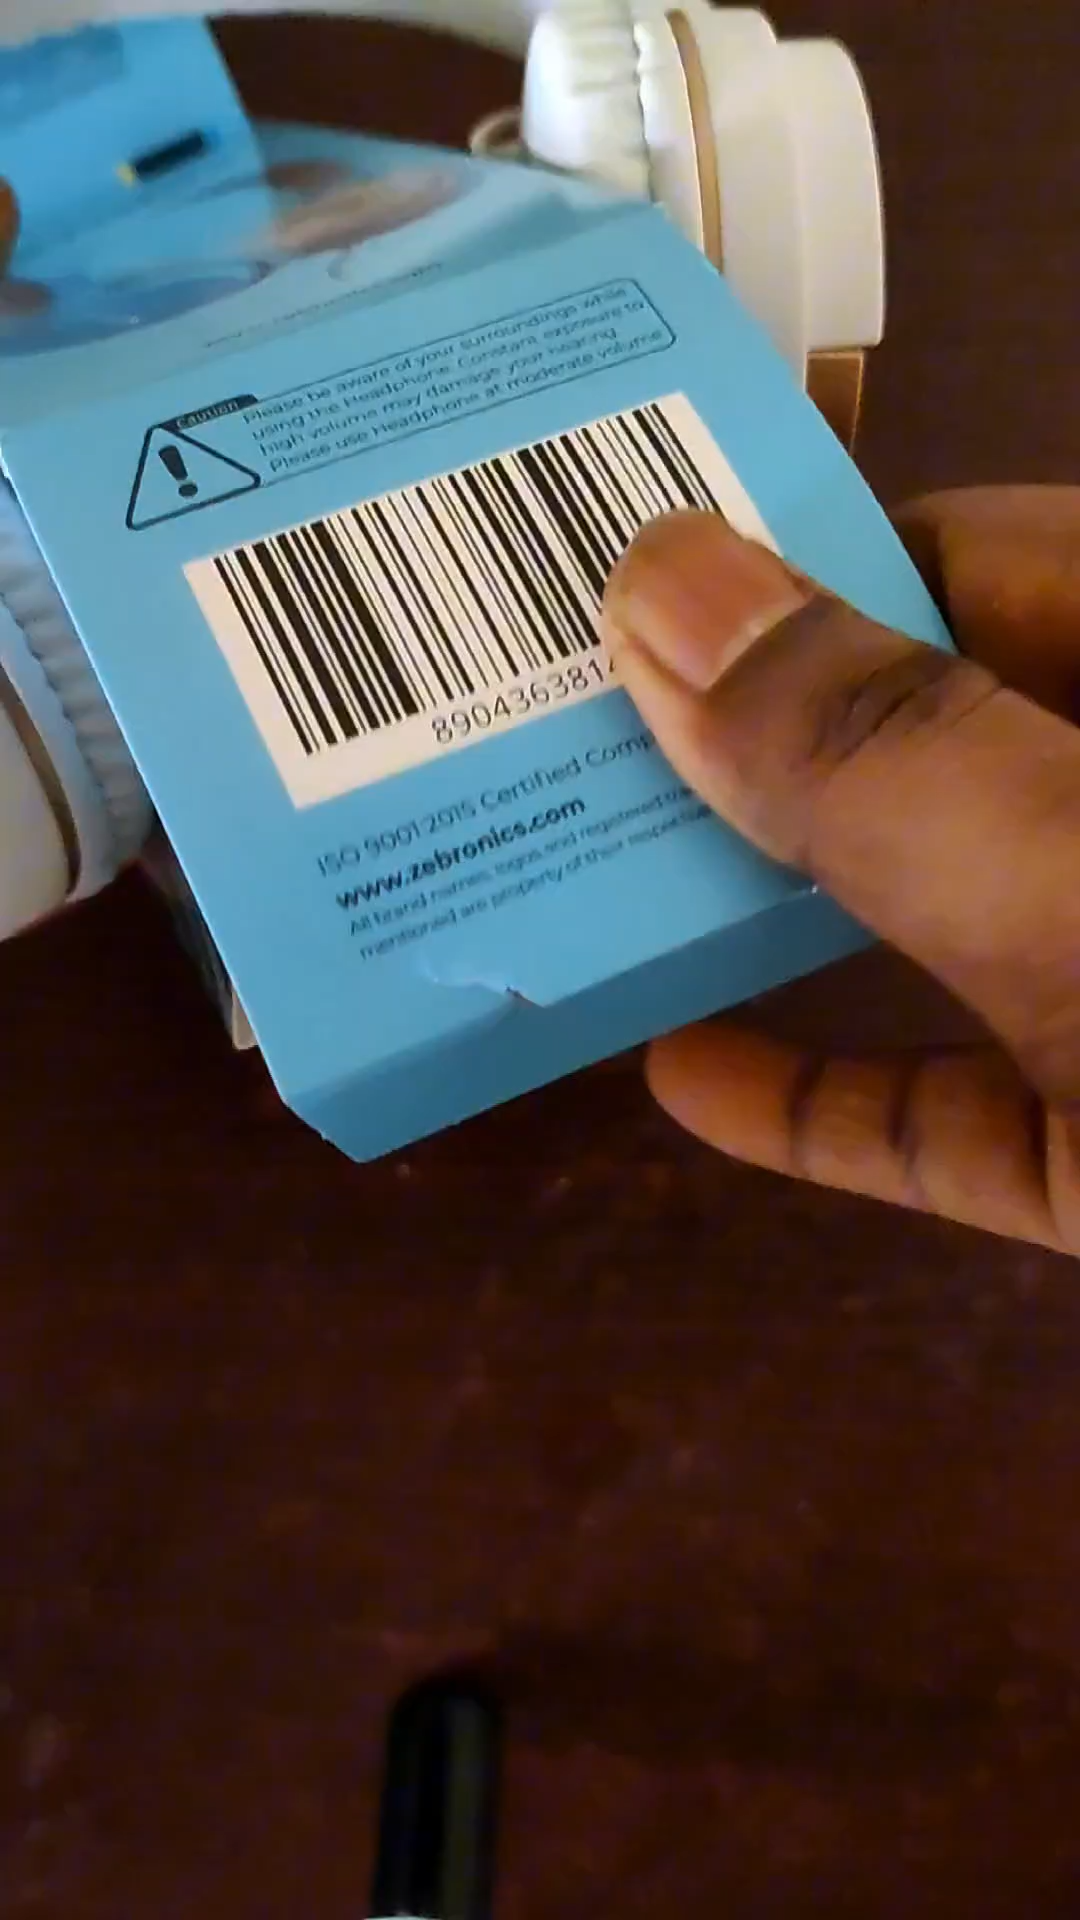 Caution
Please be aware of your surroundings while
using the Headphone. Constant exposure to
high volume may damage your hearing.
Please use Headphone at moderate volume
8904363814
ISO 9001 2015 Certified Comp
www.zebronics.com
All brand names, logos and registered tra
mentioned are property of their respective